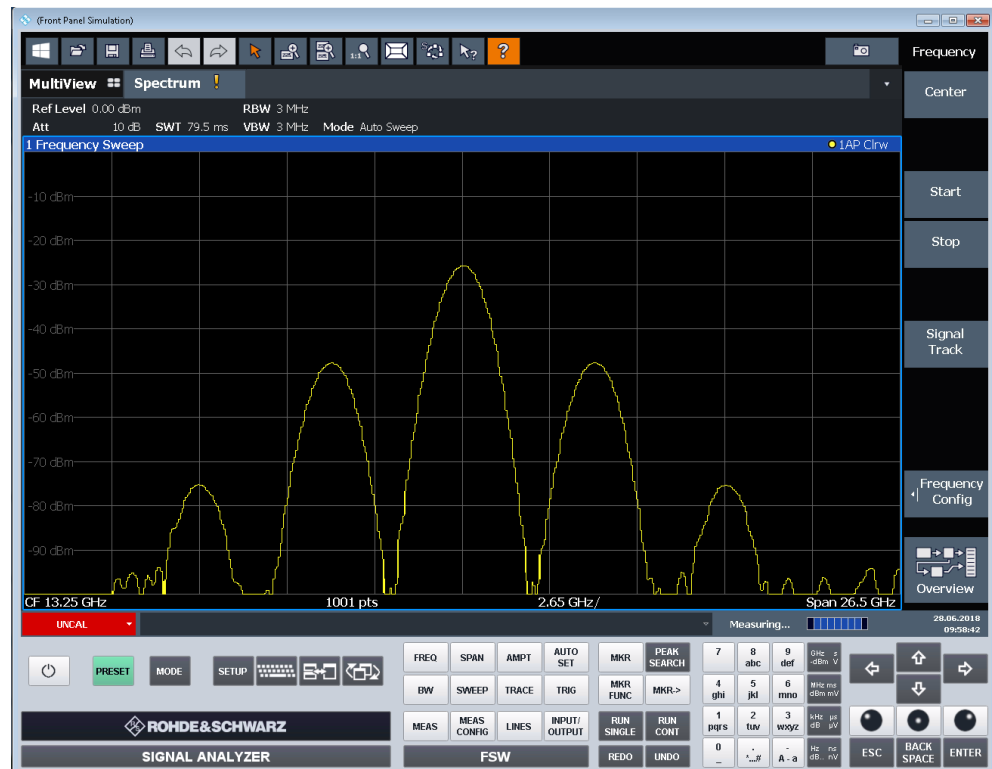 (Front Panel Simulation)
1:1
?
?
Frequency
MultiView Spectrum !
Ref Level 0.00 dBm RBW 3 MHz
Att 10 dB SWT 79.5 ms VBW 3 MHz Mode Auto Sweep
1 Frequency Sweep 1AP Clrw
-10 dBm
-20 dBm
-30 dBm
-40 dBm
-50 dBm
-60 dBm
-70 dBm
-80 dBm
-90 dBm
CF 13.25 GHz 1001 pts 2.65 GHz/ Span 26.5 GHz
Center
Start
Stop
Signal
Track
Frequency
Config
Overview
UNCAL Measuring... 28.06.2018
09:58:42
PRESET MODE SETUP
FREQ SPAN AMPT AUTO SET MKR PEAK SEARCH
BW SWEEP TRACE TRIG MKR FUNC MKR->
MEAS MEAS CONFIG LINES INPUT/ OUTPUT RUN SINGLE RUN CONT
REDO UNDO
7 8 abc 9 def GHz s -dBm V
4 ghi 5 jkl 6 mno MHz ms dBm mV
1 pqrs 2 tuv 3 wxyz kHz µs dB µV
0 _ . *...# - A - a Hz ns dB.. nV
ESC BACK SPACE ENTER
ROHDE&SCHWARZ
SIGNAL ANALYZER FSW